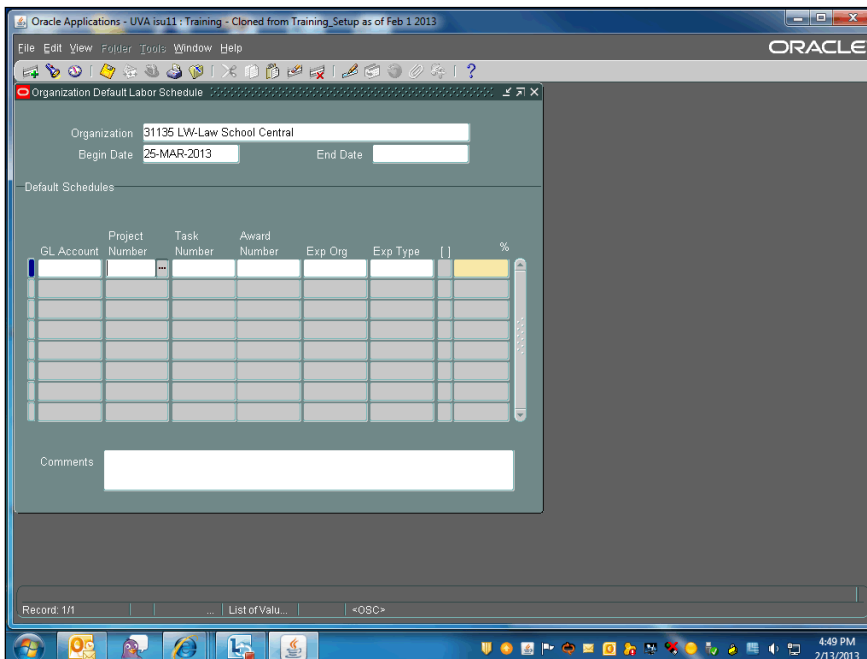 Oracle Applications - UVA isu11 : Training - Cloned from Training_Setup as of Feb 1 2013
File Edit View Folder Tools Window Help
ORACLE
Organization Default Labor Schedule
Organization 31135 LW-Law School Central
Begin Date 25-MAR-2013 End Date
Default Schedules
Project Task Award
GL Account Number Number Number Exp Org Exp Type [ ] %
Comments
Record: 1/1 ... List of Valu... <OSC>
4:49 PM
2/13/2013